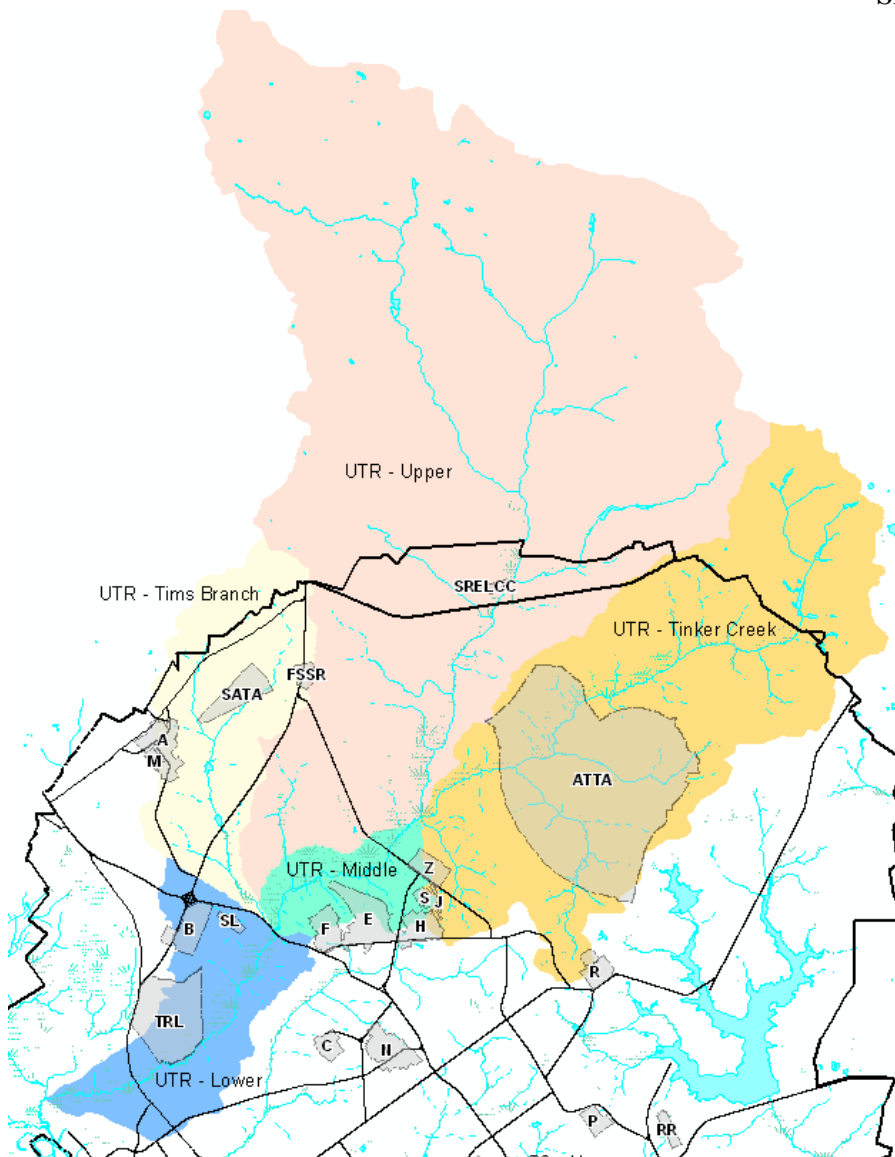 UTR - Upper
SRELCC
UTR - Tims Branch
UTR - Tinker Creek
FSSR
SATA
A
M
ATTA
UTR - Middle
Z
S
J
SL
B
F
E
H
R
TRL
C
N
UTR - Lower
P
RR